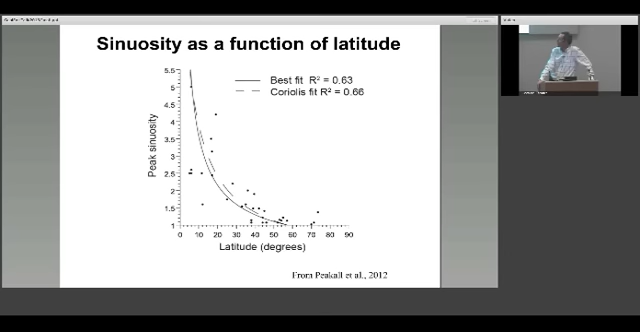 Sinuosity as a function of latitude
Best fit R² = 0.63
Coriolis fit R² = 0.66
Peak sinuosity
5.5
5
4.5
4
3.5
3
2.5
2
1.5
1
0 10 20 30 40 50 60 70 80 90
Latitude (degrees)
From Peakall et al., 2012